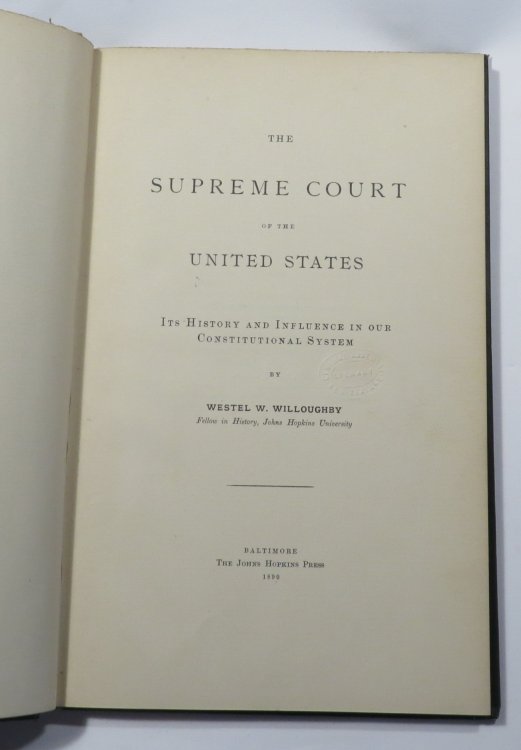 THE
SUPREME COURT
OF THE
UNITED STATES
ITS HISTORY AND INFLUENCE IN OUR
CONSTITUTIONAL SYSTEM
BY
WESTEL W. WILLOUGHBY
Fellow in History, Johns Hopkins University
BALTIMORE
THE JOHNS HOPKINS PRESS
1890